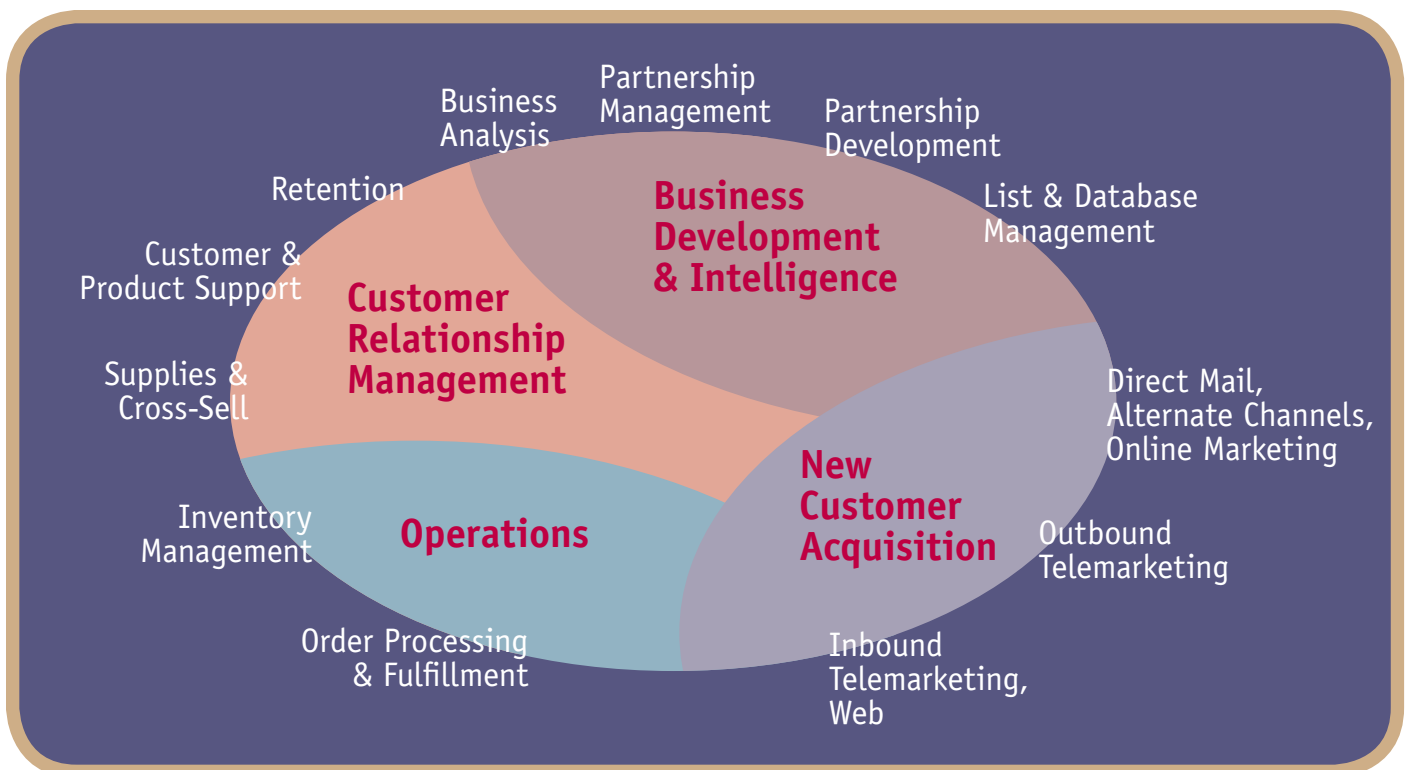 Partnership
Management
Business
Analysis
Partnership
Development
Retention
List & Database
Management
Business
Development
& Intelligence
Customer &
Product Support
Customer
Relationship
Management
Supplies &
Cross-Sell
Direct Mail,
Alternate Channels,
Online Marketing
New
Customer
Acquisition
Inventory
Management
Operations
Outbound
Telemarketing
Order Processing
& Fulfillment
Inbound
Telemarketing,
Web